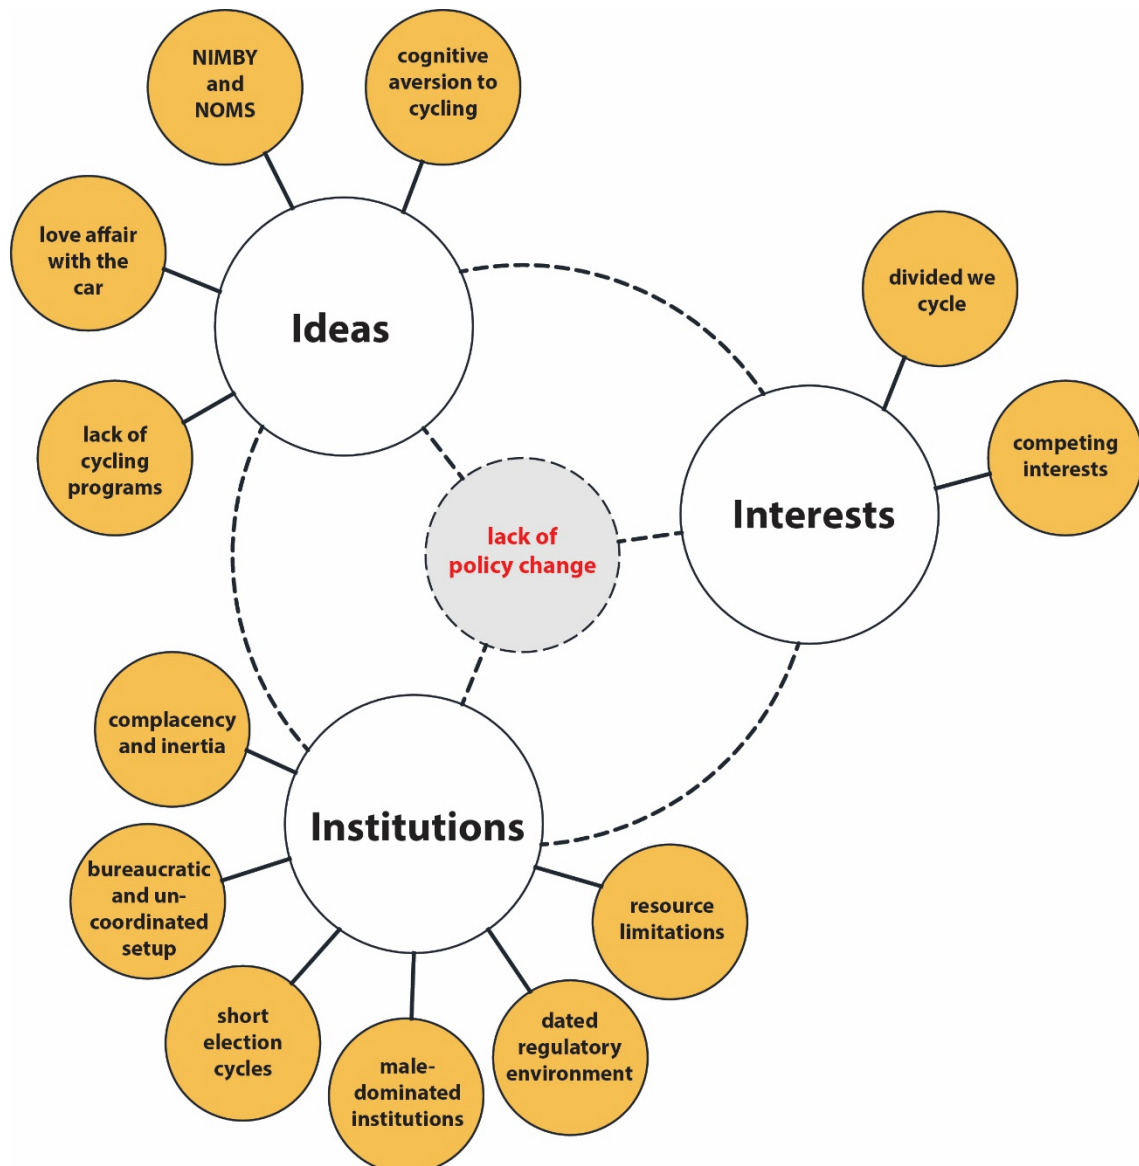 NIMBY
and
NOMS
cognitive
aversion to
cycling
love affair
with the
car
Ideas
divided we
cycle
lack of
cycling
programs
competing
interests
Interests
lack of
policy change
complacency
and inertia
Institutions
bureaucratic
and un-
coordinated
setup
resource
limitations
short
election
cycles
dated
regulatory
environment
male-
dominated
institutions